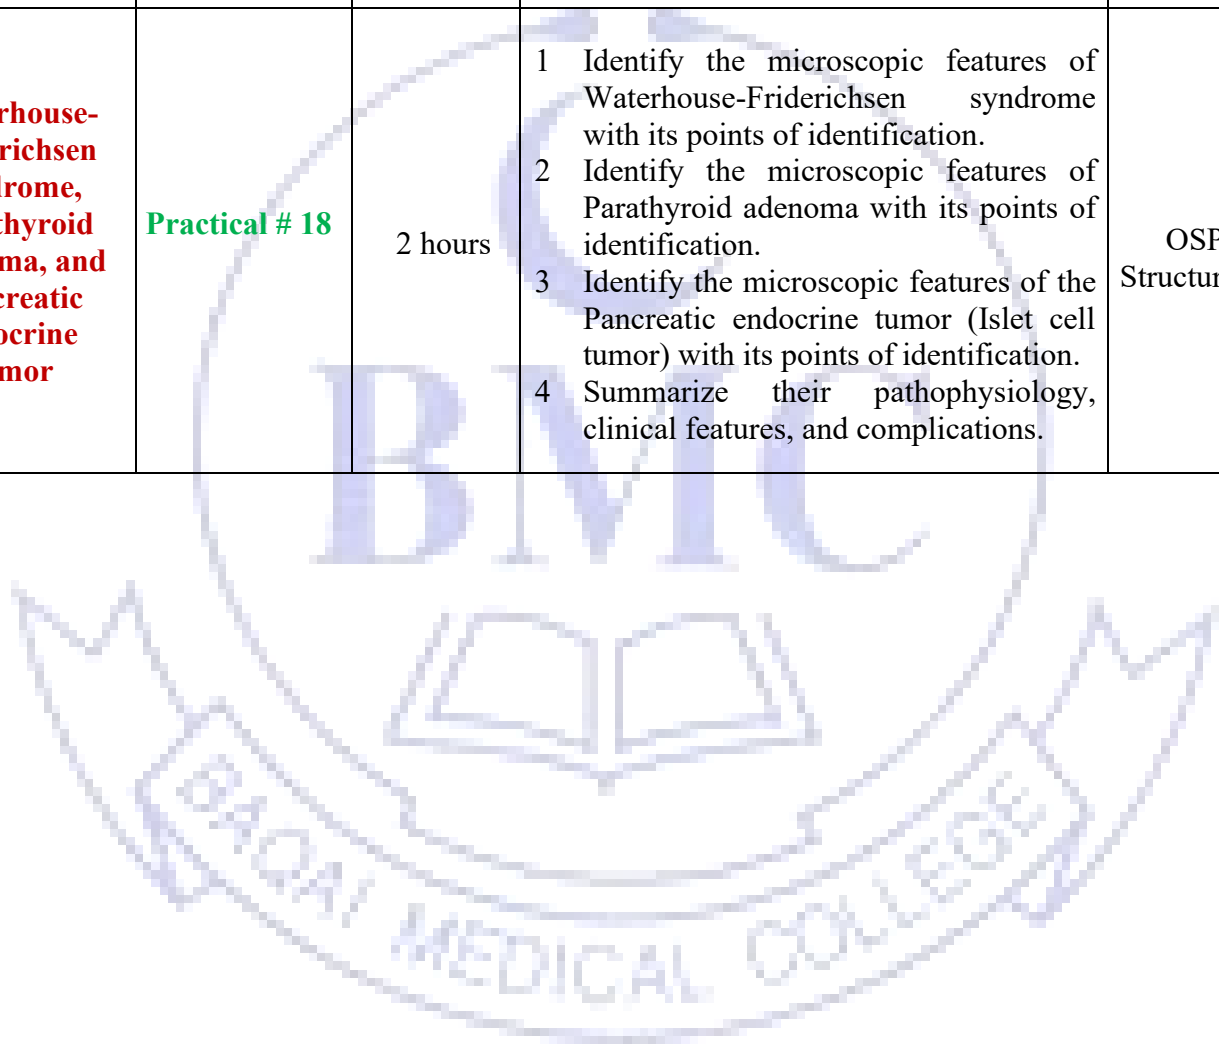 rhouse-
richsen
lrome,
thyroid
ma, and
creatic
ocrine
mor
Practical # 18
2 hours
1 Identify the microscopic features of
Waterhouse-Friderichsen syndrome
with its points of identification.
2 Identify the microscopic features of
Parathyroid adenoma with its points of
identification.
3 Identify the microscopic features of the
Pancreatic endocrine tumor (Islet cell
tumor) with its points of identification.
4 Summarize their pathophysiology,
clinical features, and complications.
OSP
Structur
BMC
BAQAI MEDICAL COLLEGE